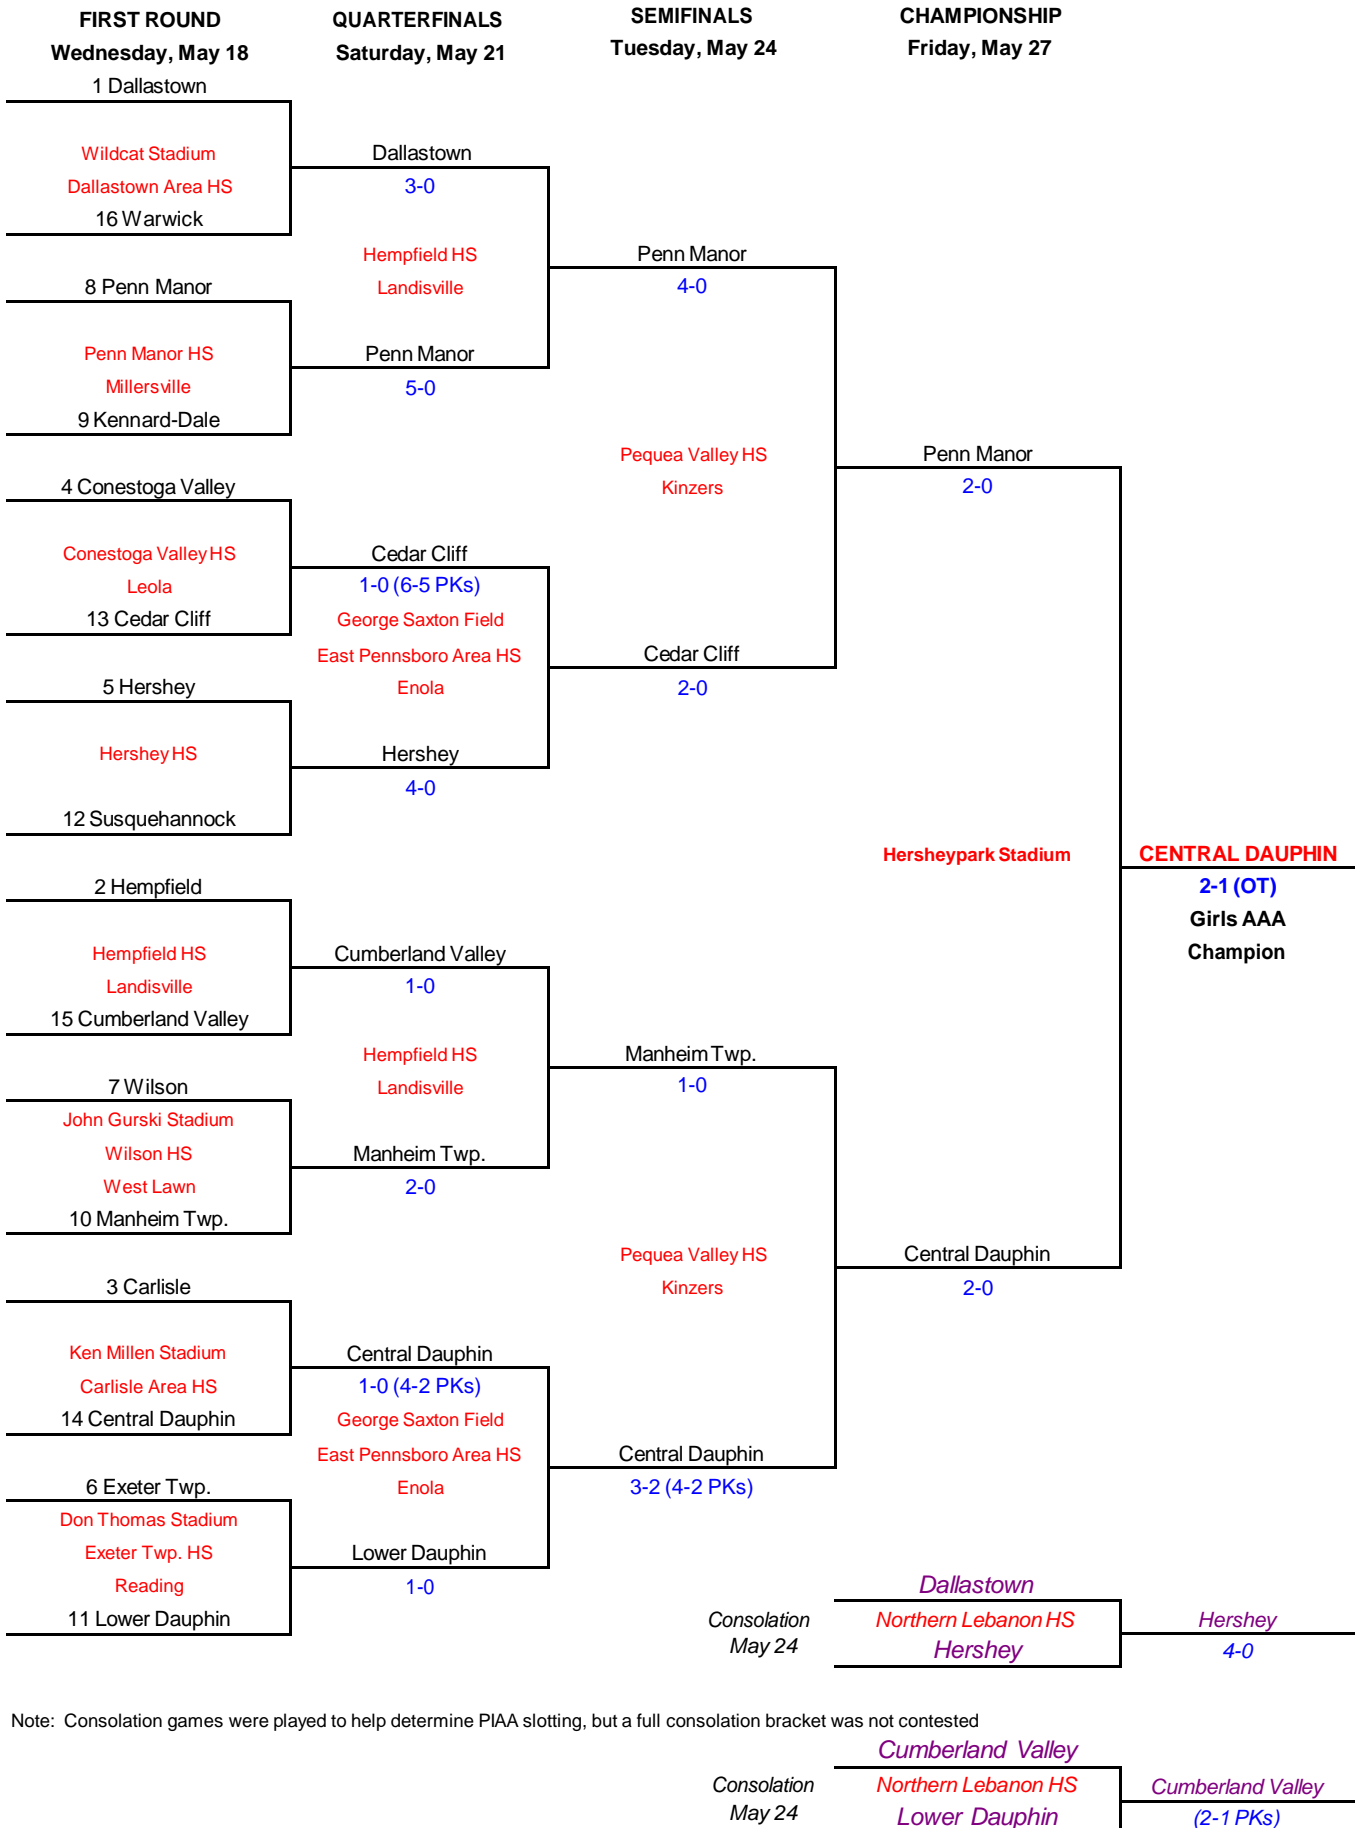 FIRST ROUND
Wednesday, May 18
QUARTERFINALS
Saturday, May 21
SEMIFINALS
Tuesday, May 24
CHAMPIONSHIP
Friday, May 27
1 Dallastown
Wildcat Stadium
Dallastown Area HS
16 Warwick
8 Penn Manor
Penn Manor HS
Millersville
9 Kennard-Dale
4 Conestoga Valley
Conestoga Valley HS
Leola
13 Cedar Cliff
5 Hershey
Hershey HS
12 Susquehannock
2 Hempfield
Hempfield HS
Landisville
15 Cumberland Valley
7 Wilson
John Gurski Stadium
Wilson HS
West Lawn
10 Manheim Twp.
3 Carlisle
Ken Millen Stadium
Carlisle Area HS
14 Central Dauphin
6 Exeter Twp.
Don Thomas Stadium
Exeter Twp. HS
Reading
11 Lower Dauphin
Dallastown
3-0
Hempfield HS
Landisville
Penn Manor
5-0
Cedar Cliff
1-0 (6-5 PKs)
George Saxton Field
East Pennsboro Area HS
Enola
Hershey
4-0
Cumberland Valley
1-0
Hempfield HS
Landisville
Manheim Twp.
2-0
Central Dauphin
1-0 (4-2 PKs)
George Saxton Field
East Pennsboro Area HS
Enola
Lower Dauphin
1-0
Penn Manor
4-0
Pequea Valley HS
Kinzers
Cedar Cliff
2-0
Manheim Twp.
1-0
Pequea Valley HS
Kinzers
Central Dauphin
3-2 (4-2 PKs)
Penn Manor
2-0
Hersheypark Stadium
Central Dauphin
2-0
CENTRAL DAUPHIN
2-1 (OT)
Girls AAA
Champion
Consolation
May 24
Dallastown
Northern Lebanon HS
Hershey
Hershey
4-0
Note: Consolation games were played to help determine PIAA slotting, but a full consolation bracket was not contested
Consolation
May 24
Cumberland Valley
Northern Lebanon HS
Lower Dauphin
Cumberland Valley
(2-1 PKs)